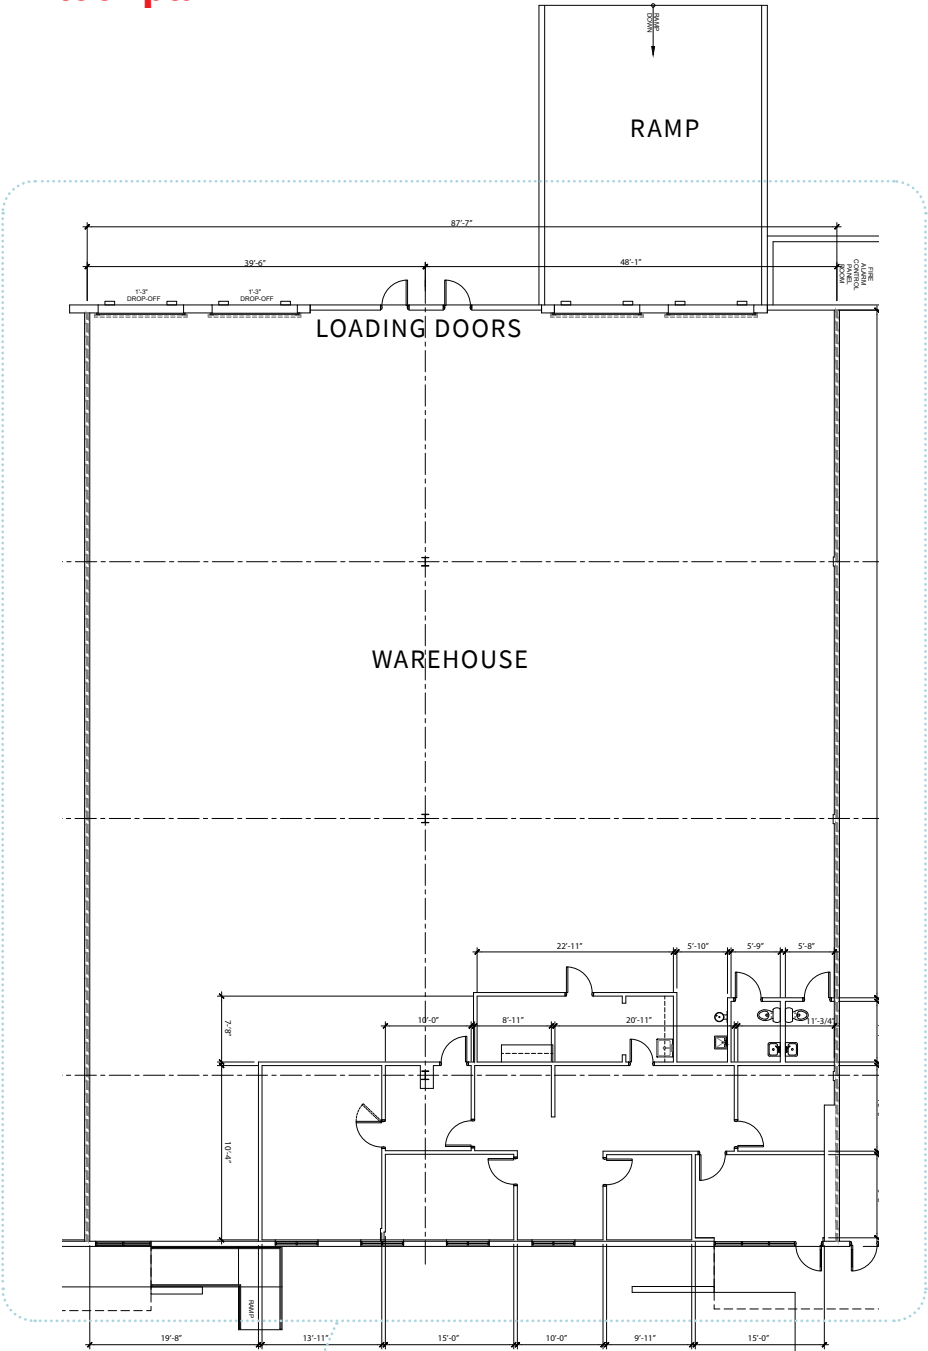 RAMP
DOWN
RAMP
87'-7"
39'-6"
48'-1"
FIRE
ALARM
CONTROL
PANEL
ROOM
1'-3"
DROP-OFF
1'-3"
DROP-OFF
LOADING DOORS
WAREHOUSE
22'-11"
5'-10"
5'-9"
5'-8"
7'-8"
10'-0"
8'-11"
20'-11"
11'-3/4"
10'-4"
RAMP
19'-8"
13'-11"
15'-0"
10'-0"
9'-11"
15'-0"